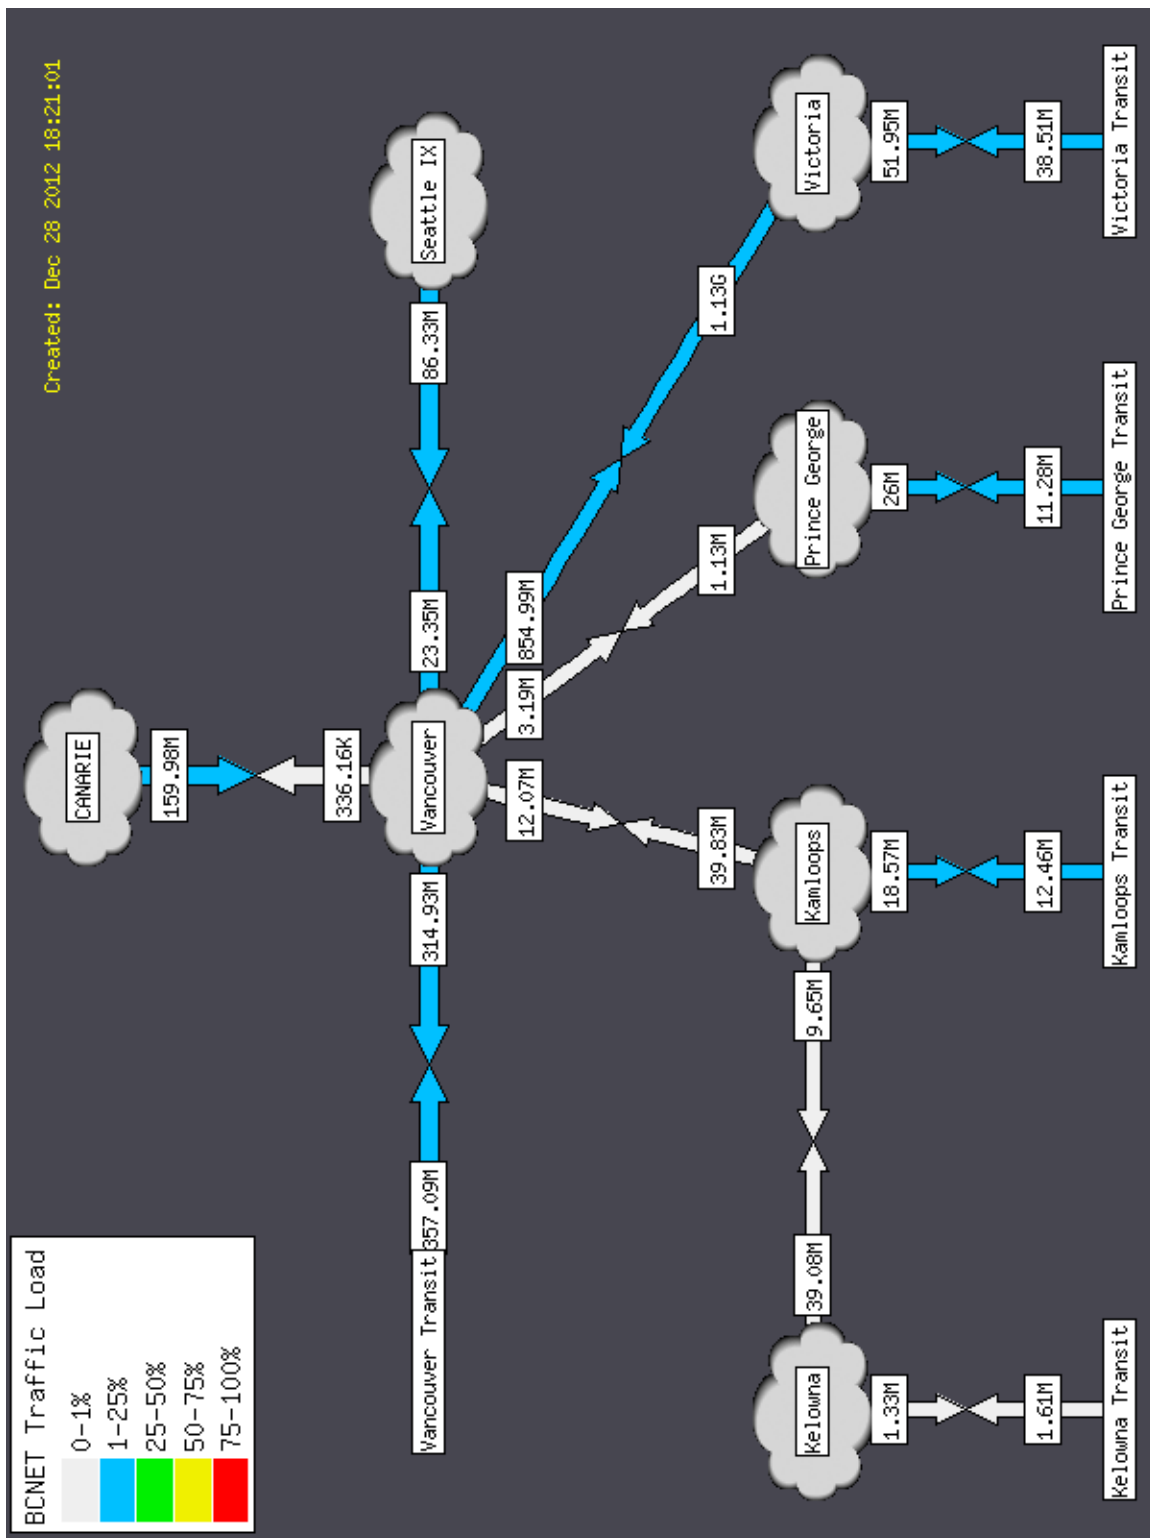 BCNET Traffic Load
0-1%
1-25%
25-50%
50-75%
75-100%
Created: Dec 28 2012 18:21:01
CANARIE
159.98M
336.16K
Vancouver Transit
357.09M
314.93M
Vancouver
23.35M
86.33M
Seattle IX
12.07M
3.19M
854.99M
39.83M
1.13M
1.13G
Kelowna
39.08M
9.65M
Kamloops
Prince George
Victoria
1.33M
18.57M
26M
51.95M
1.61M
12.46M
11.28M
38.51M
Kelowna Transit
Kamloops Transit
Prince George Transit
Victoria Transit